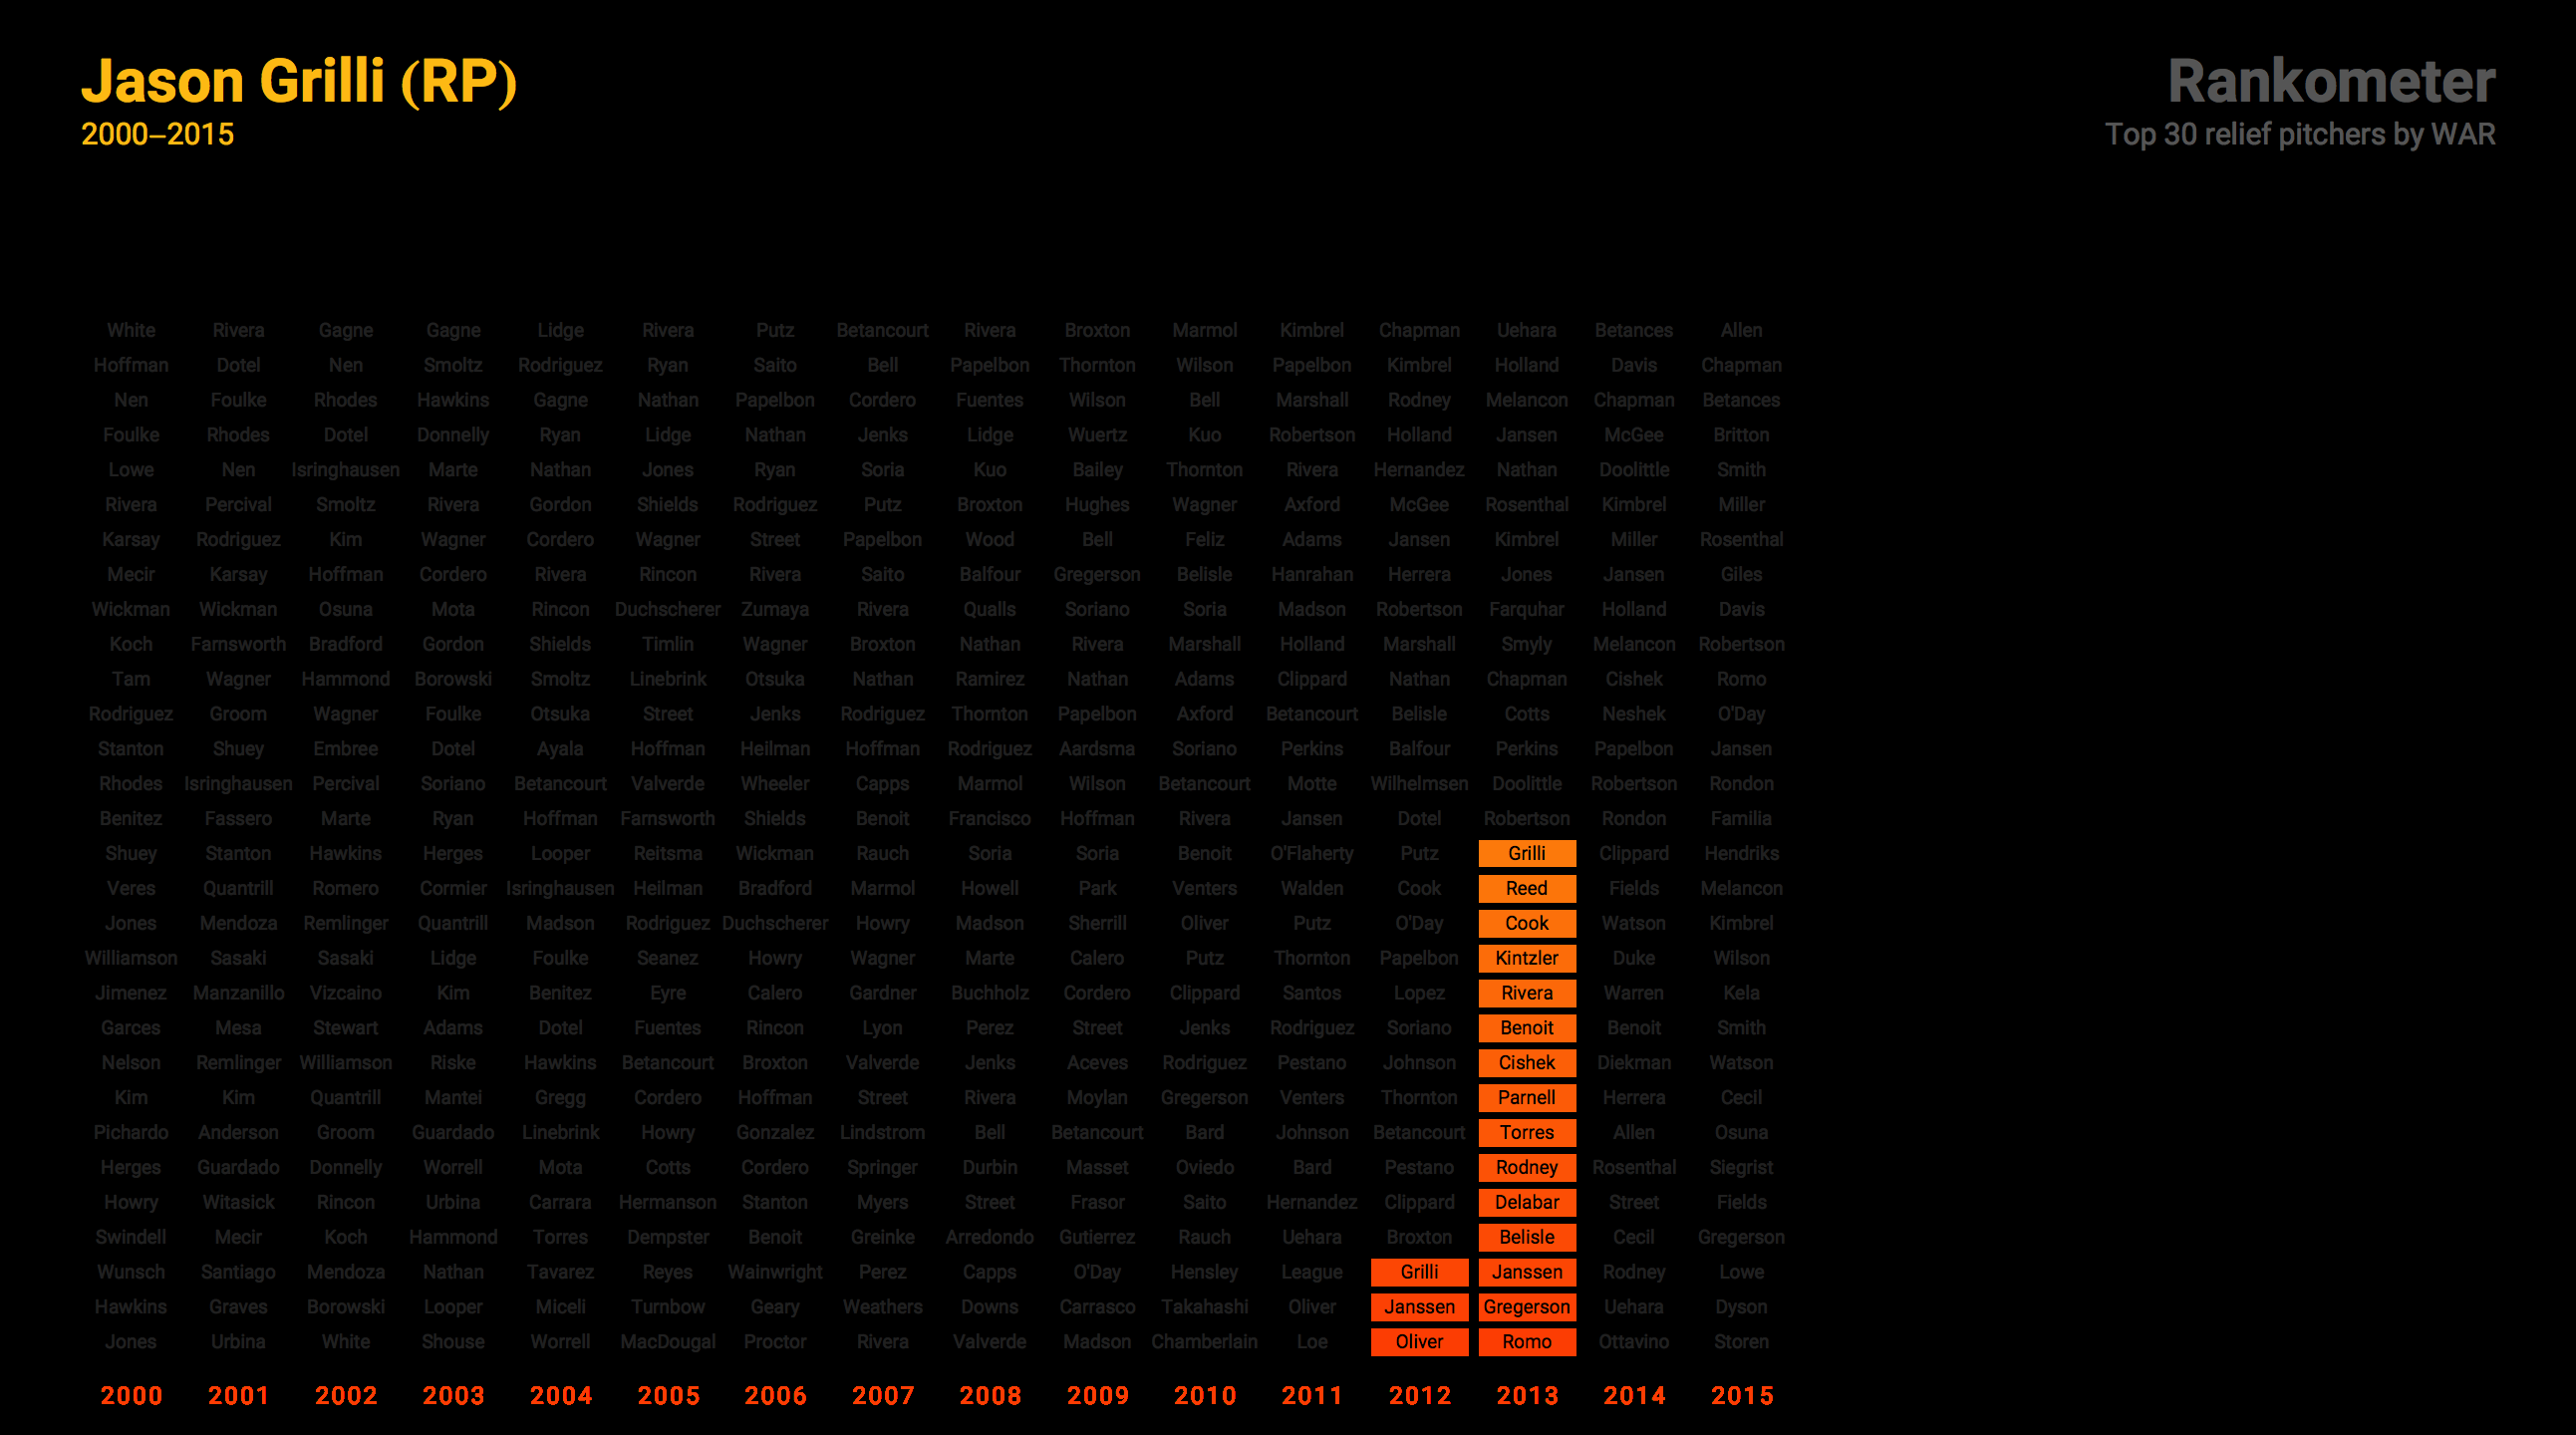 Jason Grilli (RP)
2000–2015
Rankometer
Top 30 relief pitchers by WAR
White Rivera Gagne Gagne Lidge Rivera Putz Betancourt Rivera Broxton Marmol Kimbrel Chapman Uehara Betances Allen
Hoffman Dotel Nen Smoltz Rodriguez Ryan Saito Bell Papelbon Thornton Wilson Papelbon Kimbrel Holland Davis Chapman
Nen Foulke Rhodes Hawkins Gagne Nathan Papelbon Cordero Fuentes Wilson Bell Marshall Rodney Melancon Chapman Betances
Foulke Rhodes Dotel Donnelly Ryan Lidge Nathan Jenks Lidge Wuertz Kuo Robertson Holland Jansen McGee Britton
Lowe Nen Isringhausen Marte Nathan Jones Ryan Soria Kuo Bailey Thornton Rivera Hernandez Nathan Doolittle Smith
Rivera Percival Smoltz Rivera Gordon Shields Rodriguez Putz Broxton Hughes Wagner Axford McGee Rosenthal Kimbrel Miller
Karsay Rodriguez Kim Wagner Cordero Wagner Street Papelbon Wood Bell Feliz Adams Jansen Kimbrel Miller Rosenthal
Mecir Karsay Hoffman Cordero Rivera Rincon Rivera Saito Balfour Gregerson Belisle Hanrahan Herrera Jones Jansen Giles
Wickman Wickman Osuna Mota Rincon Duchscherer Zumaya Rivera Qualls Soriano Soria Madson Robertson Farquhar Holland Davis
Koch Farnsworth Bradford Gordon Shields Timlin Wagner Broxton Nathan Rivera Marshall Holland Marshall Smyly Melancon Robertson
Tam Wagner Hammond Borowski Smoltz Linebrink Otsuka Nathan Ramirez Nathan Adams Clippard Nathan Chapman Cishek Romo
Rodriguez Groom Wagner Foulke Otsuka Street Jenks Rodriguez Thornton Papelbon Axford Betancourt Belisle Cotts Neshek O'Day
Stanton Shuey Embree Dotel Ayala Hoffman Heilman Hoffman Rodriguez Aardsma Soriano Perkins Balfour Perkins Papelbon Jansen
Rhodes Isringhausen Percival Soriano Betancourt Valverde Wheeler Capps Marmol Wilson Betancourt Motte Wilhelmsen Doolittle Robertson Rondon
Benitez Fassero Marte Ryan Hoffman Farnsworth Shields Benoit Francisco Hoffman Rivera Jansen Dotel Robertson Rondon Familia
Shuey Stanton Hawkins Herges Looper Reitsma Wickman Rauch Soria Soria Benoit O'Flaherty Putz Grilli Clippard Hendriks
Veres Quantrill Romero Cormier Isringhausen Heilman Bradford Marmol Howell Park Venters Walden Cook Reed Fields Melancon
Jones Mendoza Remlinger Quantrill Madson Rodriguez Duchscherer Howry Madson Sherrill Oliver Putz O'Day Cook Watson Kimbrel
Williamson Sasaki Sasaki Lidge Foulke Seanez Howry Wagner Marte Calero Putz Thornton Papelbon Kintzler Duke Wilson
Jimenez Manzanillo Vizcaino Kim Benitez Eyre Calero Gardner Buchholz Cordero Clippard Santos Lopez Rivera Warren Kela
Garces Mesa Stewart Adams Dotel Fuentes Rincon Lyon Perez Street Jenks Rodriguez Soriano Benoit Benoit Smith
Nelson Remlinger Williamson Riske Hawkins Betancourt Broxton Valverde Jenks Aceves Rodriguez Pestano Johnson Cishek Diekman Watson
Kim Kim Quantrill Mantei Gregg Cordero Hoffman Street Rivera Moylan Gregerson Venters Thornton Parnell Herrera Cecil
Pichardo Anderson Groom Guardado Linebrink Howry Gonzalez Lindstrom Bell Betancourt Bard Johnson Betancourt Torres Allen Osuna
Herges Guardado Donnelly Worrell Mota Cotts Cordero Springer Durbin Masset Oviedo Bard Pestano Rodney Rosenthal Siegrist
Howry Witasick Rincon Urbina Carrara Hermanson Stanton Myers Street Frasor Saito Hernandez Clippard Delabar Street Fields
Swindell Mecir Koch Hammond Torres Dempster Benoit Greinke Arredondo Gutierrez Rauch Uehara Broxton Belisle Cecil Gregerson
Wunsch Santiago Mendoza Nathan Tavarez Reyes Wainwright Perez Capps O'Day Hensley League Grilli Janssen Rodney Lowe
Hawkins Graves Borowski Looper Miceli Turnbow Geary Weathers Downs Carrasco Takahashi Oliver Janssen Gregerson Uehara Dyson
Jones Urbina White Shouse Worrell MacDougal Proctor Rivera Valverde Madson Chamberlain Loe Oliver Romo Ottavino Storen
2000 2001 2002 2003 2004 2005 2006 2007 2008 2009 2010 2011 2012 2013 2014 2015